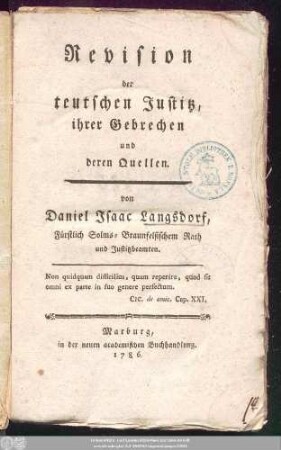 Revision
der
teutschen Justitz,
ihrer Gebrechen
und
deren Quellen.
von
Daniel Isaac Langsdorf,
Fürstlich Solms-Braunfelsischem Rath
und Justitzbeamten.
Non quidquam difficilius, quam reperire, quod sit
omni ex parte in suo genere perfectum.
CIC. de amic. Cap. XXI.
Marburg,
in der neuen academischen Buchhandlung.
1786.